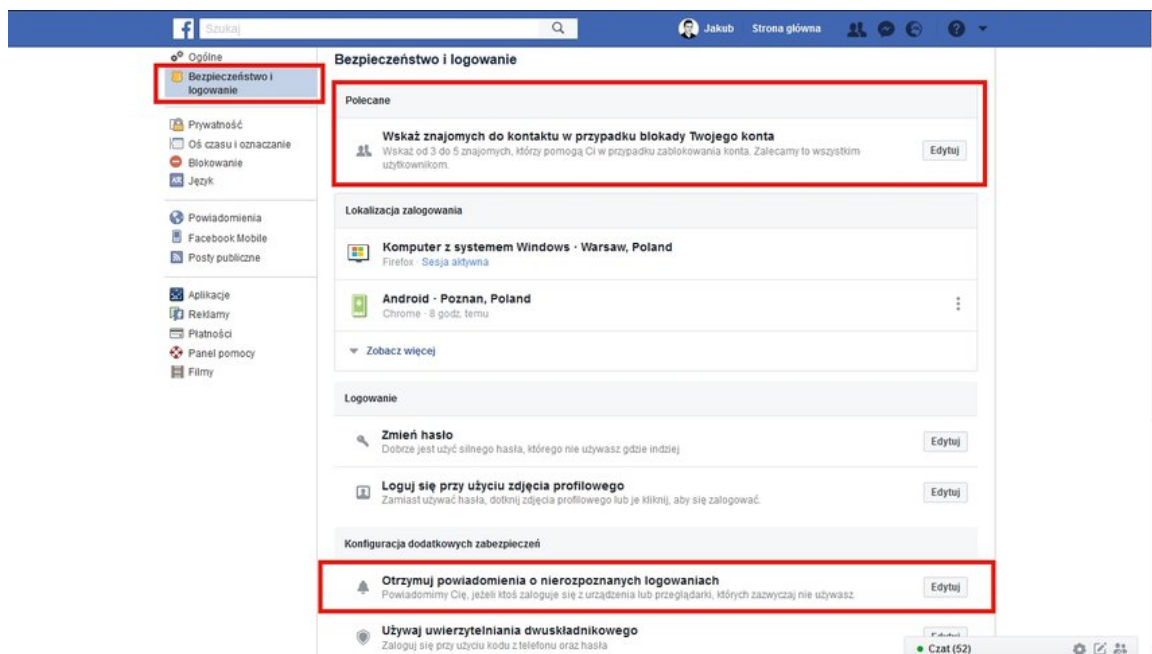 Szukaj
Jakub
Strona główna
Ogólne
Bezpieczeństwo i
logowanie
Prywatność
Oś czasu i oznaczanie
Blokowanie
Język
Powiadomienia
Facebook Mobile
Posty publiczne
Aplikacje
Reklamy
Płatności
Panel pomocy
Filmy
Bezpieczeństwo i logowanie
Polecane
Wskaż znajomych do kontaktu w przypadku blokady Twojego konta
Wskaż od 3 do 5 znajomych, którzy pomogą Ci w przypadku zablokowania konta. Zalecamy to wszystkim
użytkownikom.
Edytuj
Lokalizacja zalogowania
Komputer z systemem Windows · Warsaw, Poland
Firefox · Sesja aktywna
Android · Poznan, Poland
Chrome · 8 godz. temu
Zobacz więcej
Logowanie
Zmień hasło
Dobrze jest użyć silnego hasła, którego nie używasz gdzie indziej
Edytuj
Loguj się przy użyciu zdjęcia profilowego
Zamiast używać hasła, dotknij zdjęcia profilowego lub je kliknij, aby się zalogować.
Edytuj
Konfiguracja dodatkowych zabezpieczeń
Otrzymuj powiadomienia o nierozpoznanych logowaniach
Powiadomimy Cię, jeżeli ktoś zaloguje się z urządzenia lub przeglądarki, których zazwyczaj nie używasz
Edytuj
Używaj uwierzytelniania dwuskładnikowego
Zaloguj się przy użyciu kodu z telefonu oraz hasła
Edytuj
Czat (52)